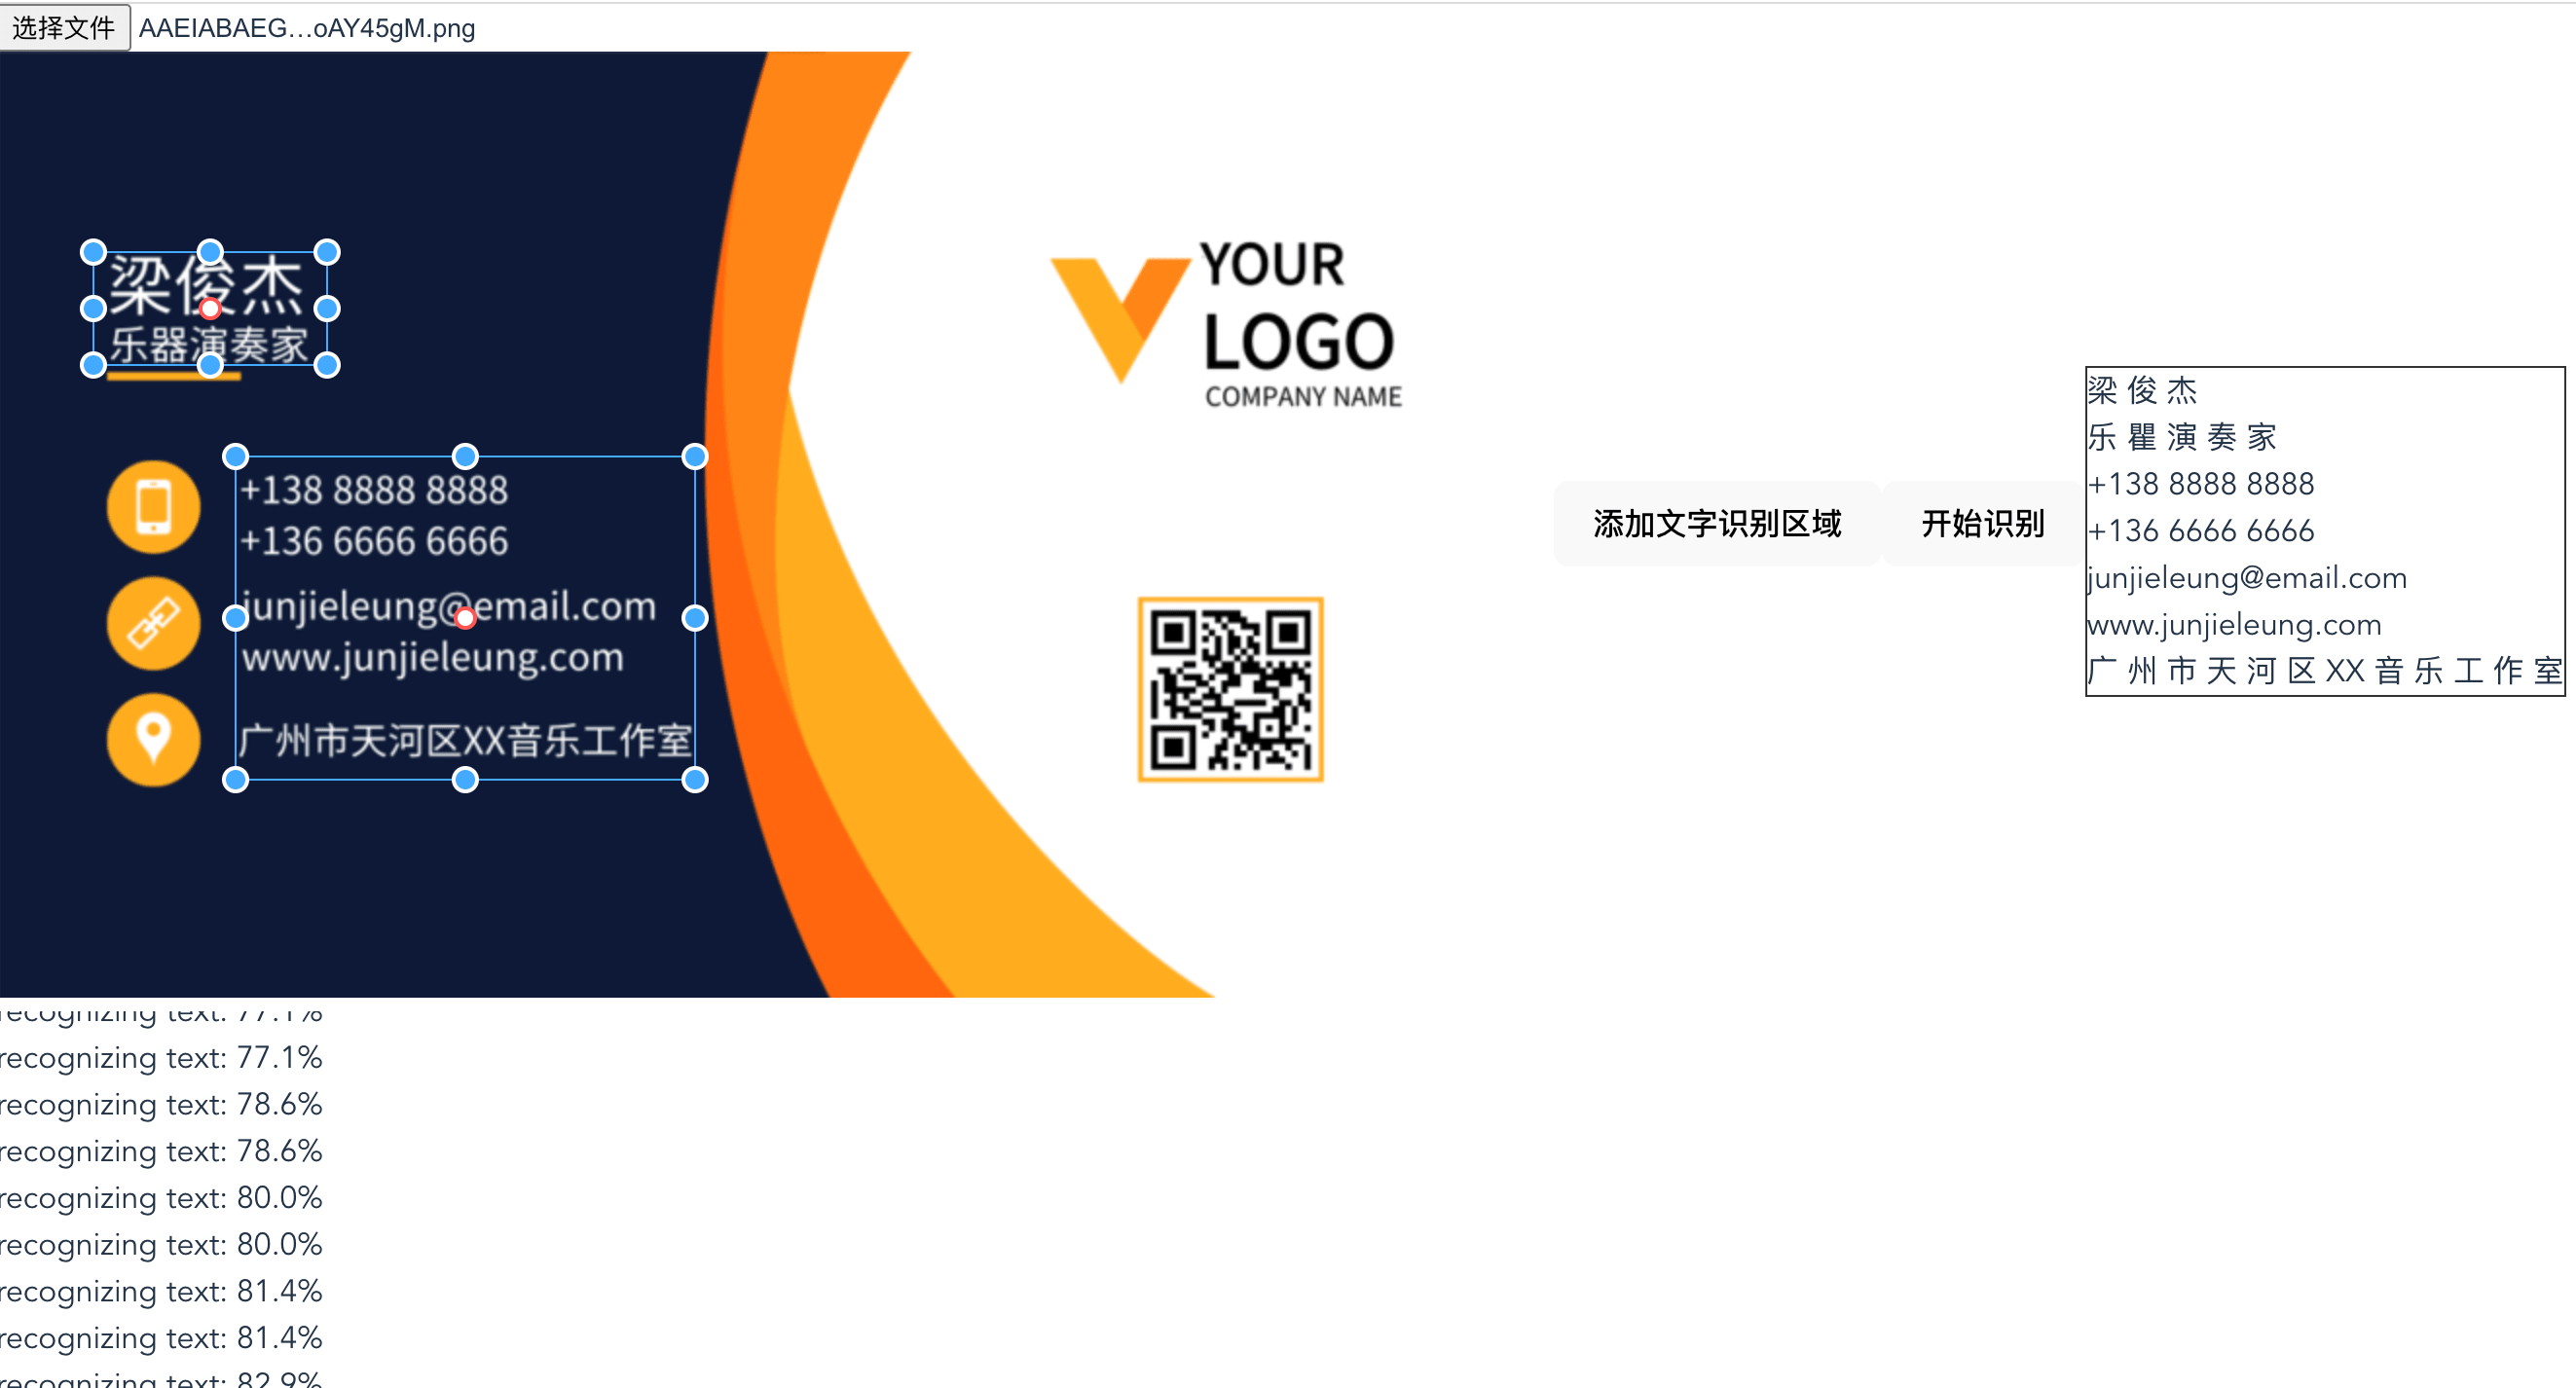 选择文件 AAEIABAEG...oAY45gM.png
梁俊杰
乐器演奏家
+138 8888 8888
+136 6666 6666
junjieleung@email.com
www.junjieleung.com
广州市天河区XX音乐工作室
YOUR
LOGO
COMPANY NAME
添加文字识别区域
开始识别
梁 俊 杰
乐 瞿 演 奏 家
+138 8888 8888
+136 6666 6666
junjieleung@email.com
www.junjieleung.com
广 州 市 天 河 区 XX 音 乐 工 作 室
recognizing text: 77.1%
recognizing text: 77.1%
recognizing text: 78.6%
recognizing text: 78.6%
recognizing text: 80.0%
recognizing text: 80.0%
recognizing text: 81.4%
recognizing text: 81.4%
recognizing text: 82.9%